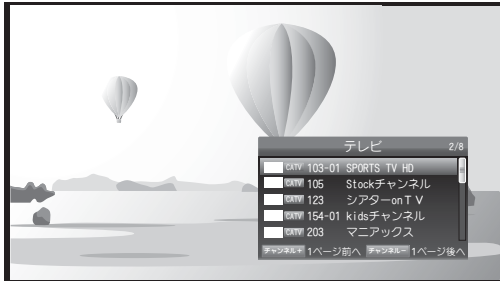 テレビ 2/8
CATV 103-01 SPORTS TV HD
CATV 105 Stockチャンネル
CATV 123 シアターonTV
CATV 154-01 kidsチャンネル
CATV 203 マニアックス
チャンネル+ 1ページ前へ チャンネル− 1ページ後へ